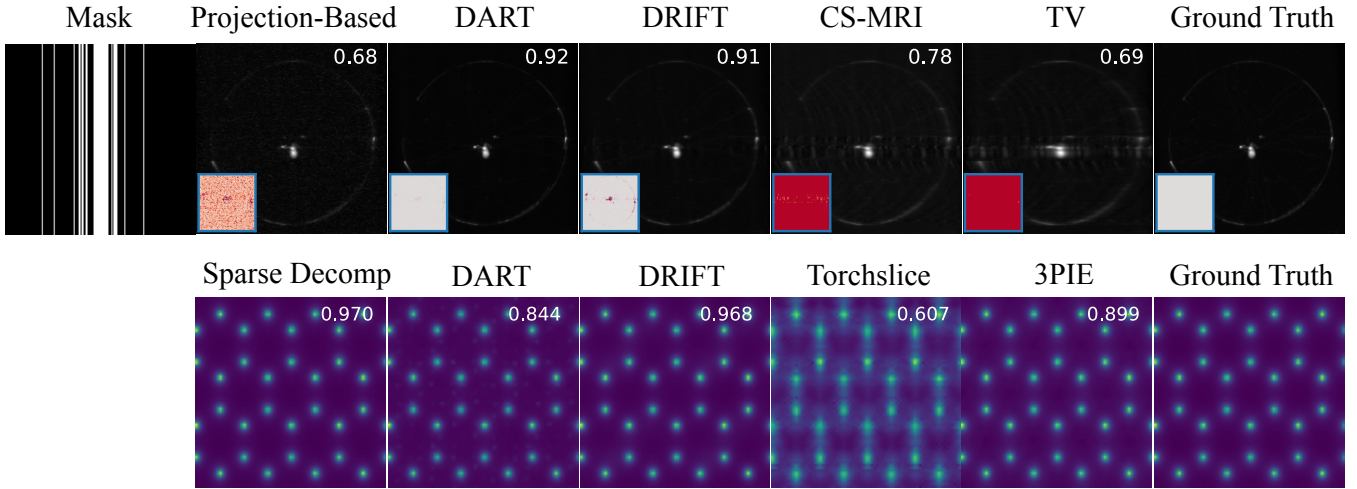 Mask Projection-Based DART DRIFT CS-MRI TV Ground Truth
0.68 0.92 0.91 0.78 0.69
Sparse Decomp DART DRIFT Torchslice 3PIE Ground Truth
0.970 0.844 0.968 0.607 0.899